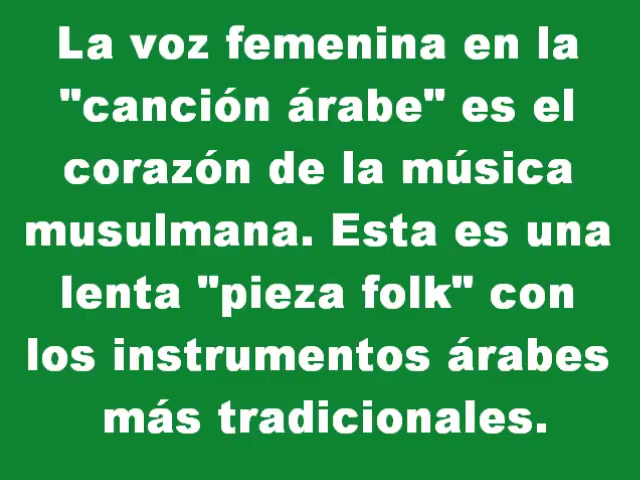 La voz femenina en la
"canción árabe" es el
corazón de la música
musulmana. Esta es una
lenta "pieza folk" con
los instrumentos árabes
más tradicionales.